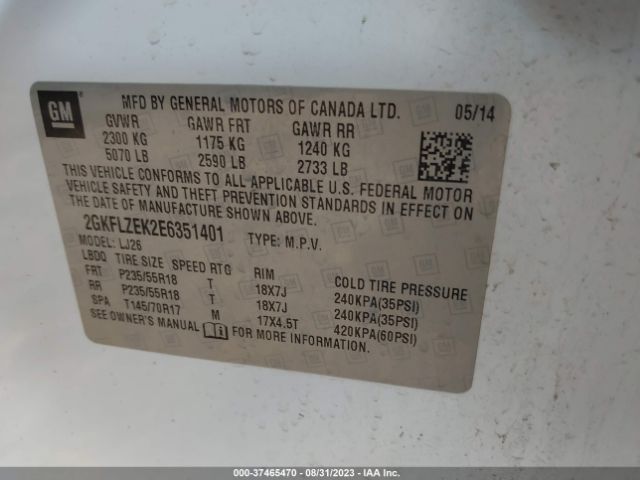 GM
MFD BY GENERAL MOTORS OF CANADA LTD. 05/14
GVWR GAWR FRT GAWR RR
2300 KG 1175 KG 1240 KG
5070 LB 2590 LB 2733 LB
THIS VEHICLE CONFORMS TO ALL APPLICABLE U.S. FEDERAL MOTOR
VEHICLE SAFETY AND THEFT PREVENTION STANDARDS IN EFFECT ON
THE DATE OF MANUFACTURE SHOWN ABOVE.
2GKFLZEK2E6351401 TYPE: M.P.V.
MODEL: LJ26
LBDQ TIRE SIZE SPEED RTG RIM COLD TIRE PRESSURE
FRT P235/55R18 T 18X7J 240KPA(35PSI)
RR P235/55R18 T 18X7J 240KPA(35PSI)
SPA T145/70R17 M 17X4.5T 420KPA(60PSI)
SEE OWNER'S MANUAL FOR MORE INFORMATION.
000-37465470 - 08/31/2023 - IAA Inc.